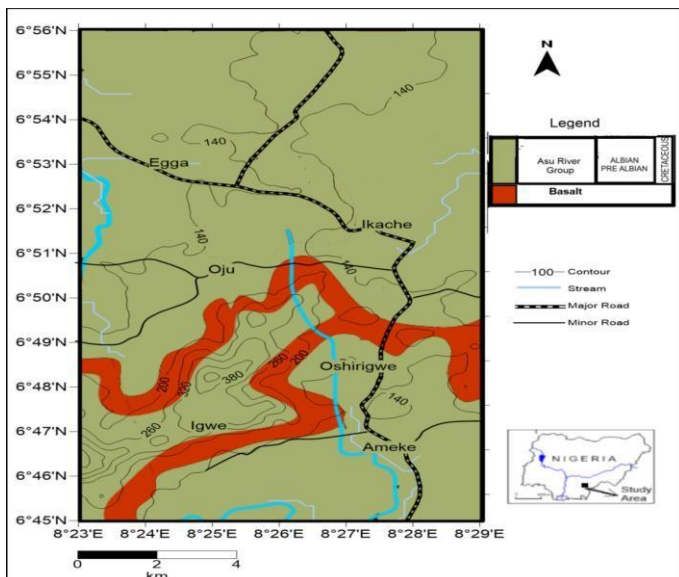 6°56'N
6°55'N
6°54'N
6°53'N
6°52'N
6°51'N
6°50'N
6°49'N
6°48'N
6°47'N
6°46'N
6°45'N
8°23'E 8°24'E 8°25'E 8°26'E 8°27'E 8°28'E 8°29'E
140
140
140
Egga
Ikache
140
Oju
140
260
200
Oshirigwe
200
320
380
140
260
Igwe
Ameke
0 2 4
km
N
Legend
Asu River
Group
ALBIAN
PRE ALBIAN
CRETACEOUS
Basalt
100 Contour
Stream
Major Road
Minor Road
NIGERIA
Study
Area